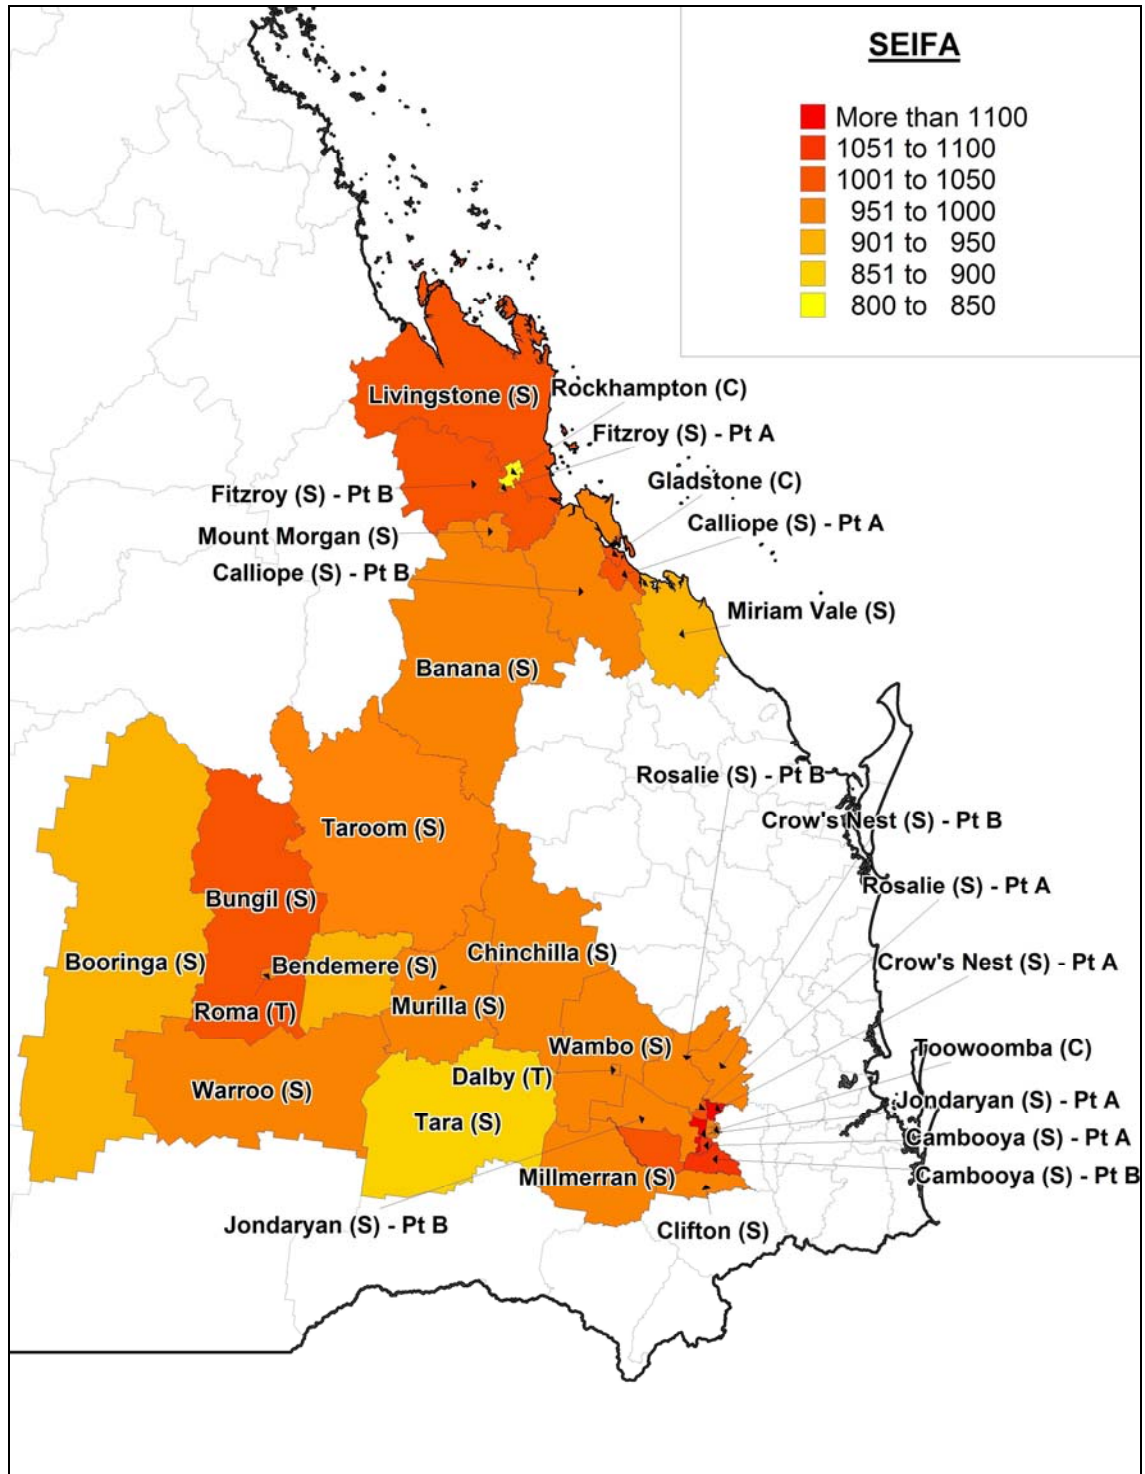 SEIFA
More than 1100
1051 to 1100
1001 to 1050
951 to 1000
901 to 950
851 to 900
800 to 850
Rockhampton (C)
Livingstone (S)
Fitzroy (S) - Pt A
Gladstone (C)
Fitzroy (S) - Pt B
Calliope (S) - Pt A
Mount Morgan (S)
Calliope (S) - Pt B
Miriam Vale (S)
Banana (S)
Rosalie (S) - Pt B
Crow's Nest (S) - Pt B
Taroom (S)
Rosalie (S) - Pt A
Bungil (S)
Chinchilla (S)
Booringa (S)
Bendemere (S)
Crow's Nest (S) - Pt A
Murilla (S)
Roma (T)
Wambo (S)
Toowoomba (C)
Dalby (T)
Warroo (S)
Jondaryan (S) - Pt A
Tara (S)
Cambooya (S) - Pt A
Millmerran (S)
Cambooya (S) - Pt B
Jondaryan (S) - Pt B
Clifton (S)